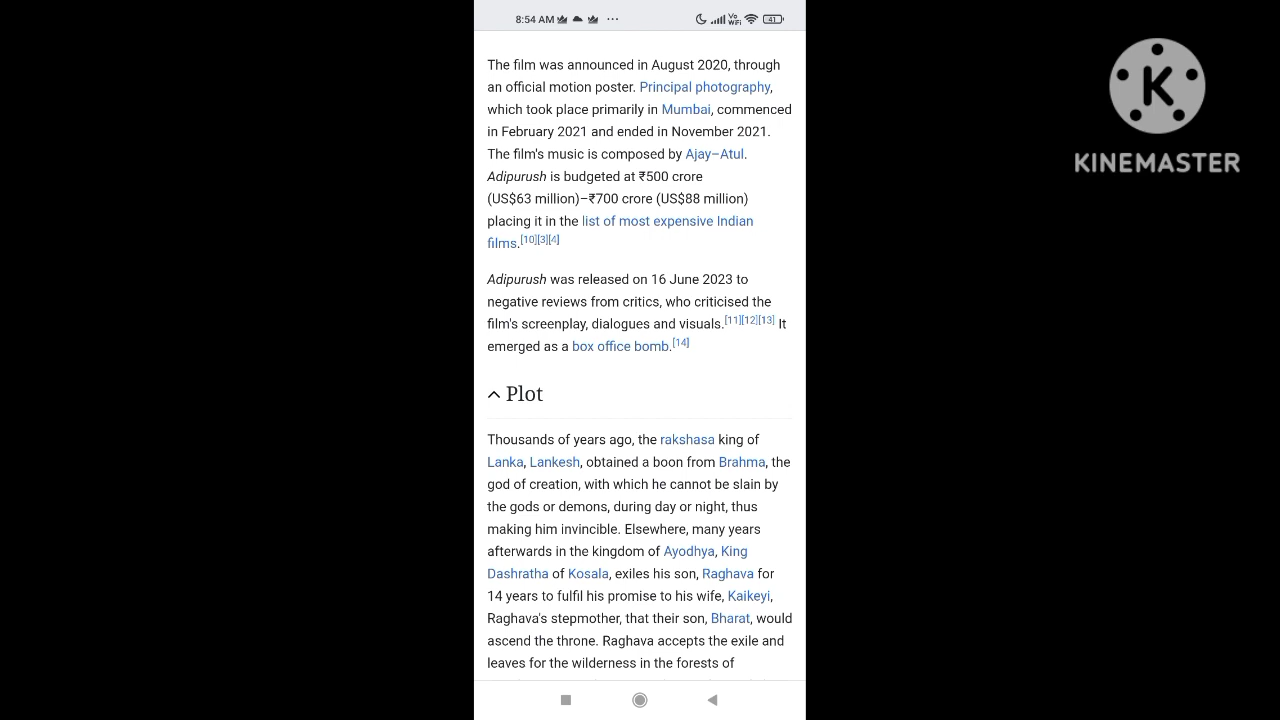 8:54 AM
Vo
WiFi
41
The film was announced in August 2020, through
an official motion poster. Principal photography,
which took place primarily in Mumbai, commenced
in February 2021 and ended in November 2021.
The film's music is composed by Ajay–Atul.
Adipurush is budgeted at ₹500 crore
(US$63 million)–₹700 crore (US$88 million)
placing it in the list of most expensive Indian
films.[10][3][4]
Adipurush was released on 16 June 2023 to
negative reviews from critics, who criticised the
film's screenplay, dialogues and visuals.[11][12][13] It
emerged as a box office bomb.[14]
Plot
Thousands of years ago, the rakshasa king of
Lanka, Lankesh, obtained a boon from Brahma, the
god of creation, with which he cannot be slain by
the gods or demons, during day or night, thus
making him invincible. Elsewhere, many years
afterwards in the kingdom of Ayodhya, King
Dashratha of Kosala, exiles his son, Raghava for
14 years to fulfil his promise to his wife, Kaikeyi,
Raghava's stepmother, that their son, Bharat, would
ascend the throne. Raghava accepts the exile and
leaves for the wilderness in the forests of
K
KINEMASTER